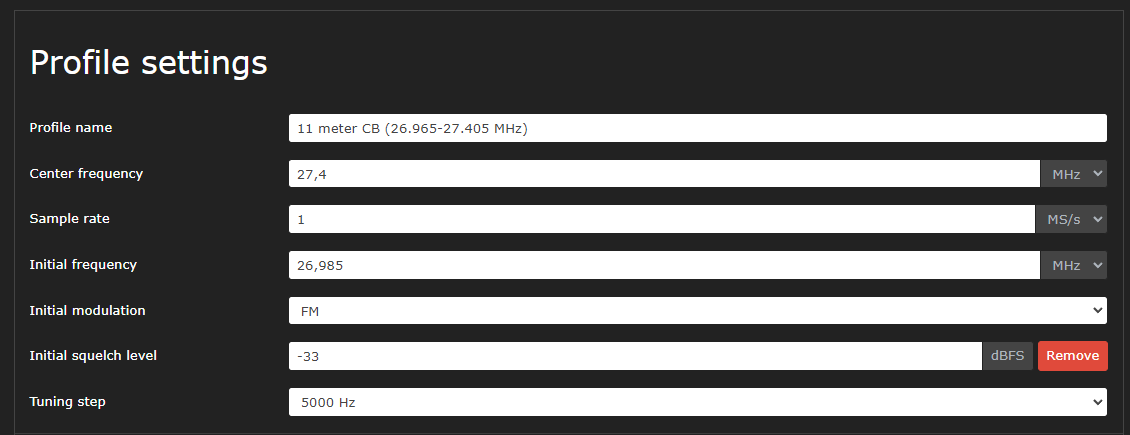 Profile settings
Profile name 11 meter CB (26.965-27.405 MHz)
Center frequency 27,4 MHz
Sample rate 1 MS/s
Initial frequency 26,985 MHz
Initial modulation FM
Initial squelch level -33 dBFS Remove
Tuning step 5000 Hz